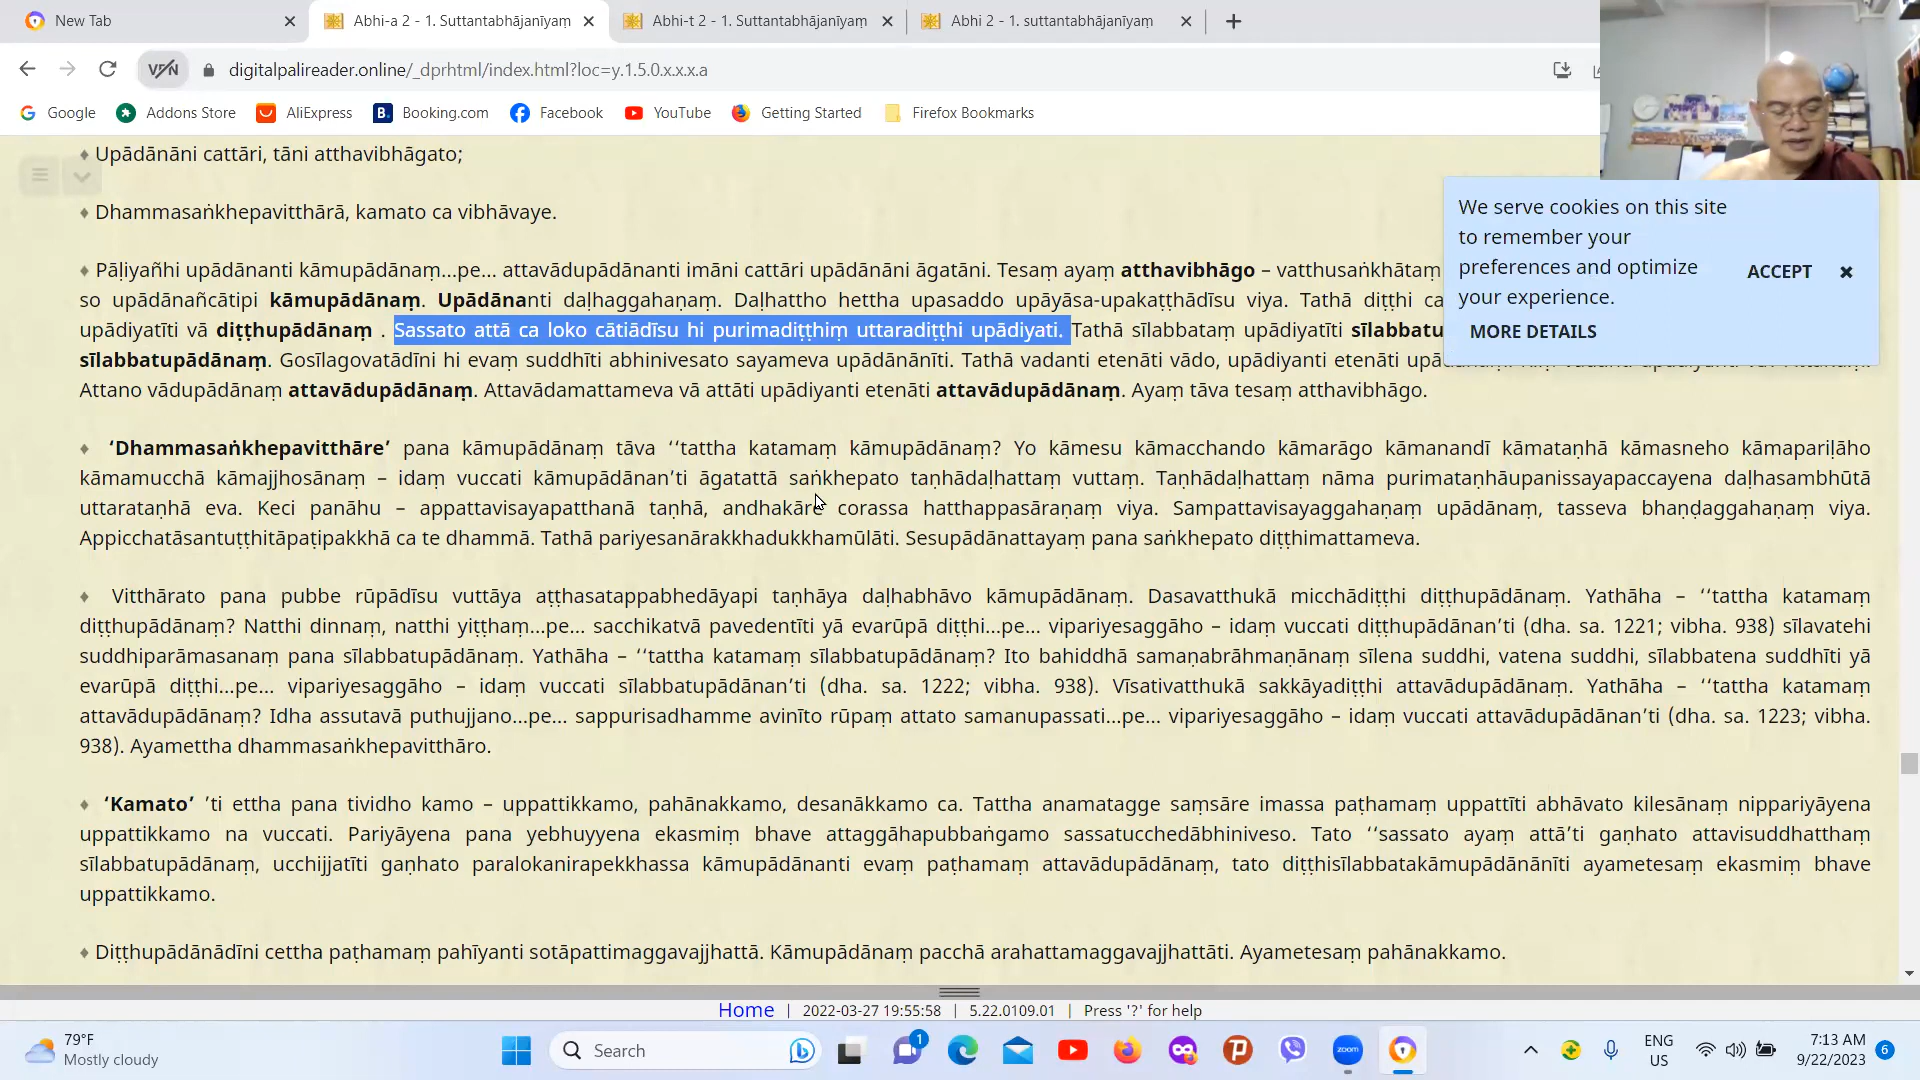 New Tab
Abhi-a 2 - 1. Suttantabhājanīyaṃ
Abhi-t 2 - 1. Suttantabhājanīyaṃ
Abhi 2 - 1. suttantabhājanīyaṃ
VPN
digitalpalireader.online/_dprhtml/index.html?loc=y.1.5.0.x.x.x.a
Google
Addons Store
AliExpress
Booking.com
Facebook
YouTube
Getting Started
Firefox Bookmarks
♦ Upādānāni cattāri, tāni atthavibhāgato;
♦ Dhammasaṅkhepavitthārā, kamato ca vibhāvaye.
♦ Pāḷiyañhi upādānanti kāmupādānaṃ...pe... attavādupādānanti imāni cattāri upādānāni āgatāni. Tesaṃ ayaṃ atthavibhāgo – vatthusaṅkhātaṃ
so upādānañcātipi kāmupādānaṃ. Upādānanti daḷhaggahaṇaṃ. Daḷhattho hettha upasaddo upāyāsa-upakaṭṭhādīsu viya. Tathā diṭṭhi ca
upādiyatīti vā diṭṭhupādānaṃ . Sassato attā ca loko cātiādīsu hi purimadiṭṭhiṃ uttaradiṭṭhi upādiyati. Tathā sīlabbataṃ upādiyatīti sīlabbatu
sīlabbatupādānaṃ. Gosīlagovatādīni hi evaṃ suddhīti abhinivesato sayameva upādānānīti. Tathā vadanti etenāti vādo, upādiyanti etenāti
Attano vādupādānaṃ attavādupādānaṃ. Attavādamattameva vā attāti upādiyanti etenāti attavādupādānaṃ. Ayaṃ tāva tesaṃ atthavibhāgo.
♦ ‘Dhammasaṅkhepavitthāre’ pana kāmupādānaṃ tāva ‘‘tattha katamaṃ kāmupādānaṃ? Yo kāmesu kāmacchando kāmarāgo kāmanandī kāmataṇhā kāmasneho kāmapariḷāho
kāmamucchā kāmajjhosānaṃ – idaṃ vuccati kāmupādānan’ti āgatattā saṅkhepato taṇhādaḷhattaṃ vuttaṃ. Taṇhādaḷhattaṃ nāma purimataṇhāupanissayapaccayena daḷhasambhūtā
uttarataṇhā eva. Keci panāhu – appattavisayapatthanā taṇhā, andhakāre corassa hatthappasāraṇaṃ viya. Sampattavisayaggahaṇaṃ upādānaṃ, tasseva bhaṇḍaggahaṇaṃ viya.
Appicchatāsantuṭṭhitāpaṭipakkhā ca te dhammā. Tathā pariyesanārakkhadukkhamūlāti. Sesupādānattayaṃ pana saṅkhepato diṭṭhimattameva.
♦ Vitthārato pana pubbe rūpādīsu vuttāya aṭṭhasatappabhedāyapi taṇhāya daḷhabhāvo kāmupādānaṃ. Dasavatthukā micchādiṭṭhi diṭṭhupādānaṃ. Yathāha – ‘‘tattha katamaṃ
diṭṭhupādānaṃ? Natthi dinnaṃ, natthi yiṭṭhaṃ...pe... sacchikatvā pavedentīti yā evarūpā diṭṭhi...pe... vipariyesaggāho – idaṃ vuccati diṭṭhupādānan’ti (dha. sa. 1221; vibha. 938) sīlavatehi
suddhiparāmasanaṃ pana sīlabbatupādānaṃ. Yathāha – ‘‘tattha katamaṃ sīlabbatupādānaṃ? Ito bahiddhā samaṇabrāhmaṇānaṃ sīlena suddhi, vatena suddhi, sīlabbatena suddhīti yā
evarūpā diṭṭhi...pe... vipariyesaggāho – idaṃ vuccati sīlabbatupādānan’ti (dha. sa. 1222; vibha. 938). Vīsativatthukā sakkāyadiṭṭhi attavādupādānaṃ. Yathāha – ‘‘tattha katamaṃ
attavādupādānaṃ? Idha assutavā puthujjano...pe... sappurisadhamme avinīto rūpaṃ attato samanupassati...pe... vipariyesaggāho – idaṃ vuccati attavādupādānan’ti (dha. sa. 1223; vibha.
938). Ayamettha dhammasaṅkhepavitthāro.
♦ ‘Kamato’ ’ti ettha pana tividho kamo – uppattikkamo, pahānakkamo, desanākkamo ca. Tattha anamatagge saṃsāre imassa paṭhamaṃ uppattīti abhāvato kilesānaṃ nippariyāyena
uppattikkamo na vuccati. Pariyāyena pana yebhuyyena ekasmiṃ bhave attaggāhapubbaṅgamo sassatucchedābhiniveso. Tato ‘‘sassato ayaṃ attā’ti gaṇhato attavisuddhatthaṃ
sīlabbatupādānaṃ, ucchijjatīti gaṇhato paralokanirapekkhassa kāmupādānanti evaṃ paṭhamaṃ attavādupādānaṃ, tato diṭṭhisīlabbatakāmupādānānīti ayametesaṃ ekasmiṃ bhave
uppattikkamo.
♦ Diṭṭhupādānādīni cettha paṭhamaṃ pahīyanti sotāpattimaggavajjhattā. Kāmupādānaṃ pacchā arahattamaggavajjhattāti. Ayametesaṃ pahānakkamo.
We serve cookies on this site
to remember your
preferences and optimize
your experience.
ACCEPT
MORE DETAILS
Home | 2022-03-27 19:55:58 | 5.22.0109.01 | Press '?' for help
79°F
Mostly cloudy
Search
1
zoom
ENG
US
7:13 AM
9/22/2023
6